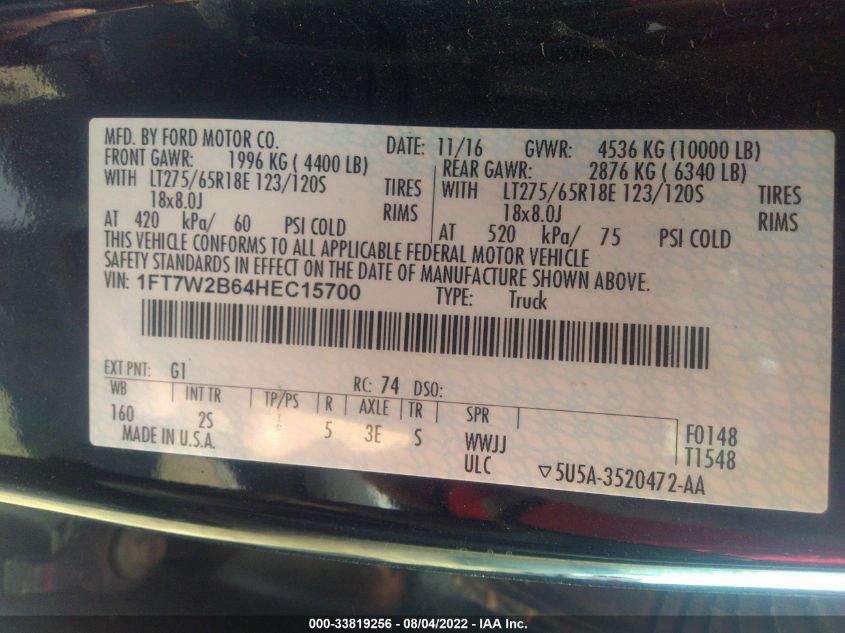 MFD. BY FORD MOTOR CO. DATE: 11/16 GVWR: 4536 KG (10000 LB)
FRONT GAWR: 1996 KG ( 4400 LB) REAR GAWR: 2876 KG ( 6340 LB)
WITH LT275/65R18E 123/120S TIRES WITH LT275/65R18E 123/120S TIRES
18x8.0J RIMS 18x8.0J RIMS
AT 420 kPa/ 60 PSI COLD AT 520 kPa/ 75 PSI COLD
THIS VEHICLE CONFORMS TO ALL APPLICABLE FEDERAL MOTOR VEHICLE
SAFETY STANDARDS IN EFFECT ON THE DATE OF MANUFACTURE SHOWN ABOVE.
VIN: 1FT7W2B64HEC15700 TYPE: Truck
EXT PNT: G1 RC: 74 DSO:
WB INT TR TP/PS R AXLE TR SPR
160 2S 5 3E S WWJJ F0148
MADE IN U.S.A. ULC T1548
▽5U5A-3520472-AA
000-33819256 - 08/04/2022 - IAA Inc.